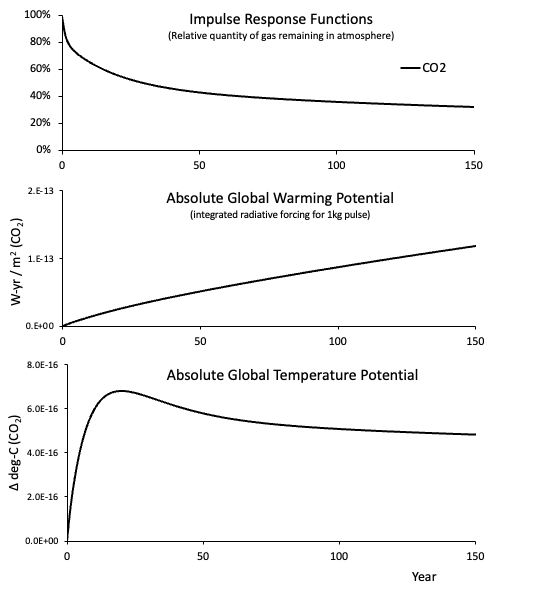 Impulse Response Functions
(Relative quantity of gas remaining in atmosphere)
100%
80%
60%
40%
20%
0%
CO2
0 50 100 150
Absolute Global Warming Potential
(integrated radiative forcing for 1kg pulse)
W-yr / m² (CO₂)
2.E-13
1.E-13
0.E+00
0 50 100 150
Absolute Global Temperature Potential
Δ deg-C (CO₂)
8.0E-16
6.0E-16
4.0E-16
2.0E-16
0.0E+00
0 50 100 150
Year